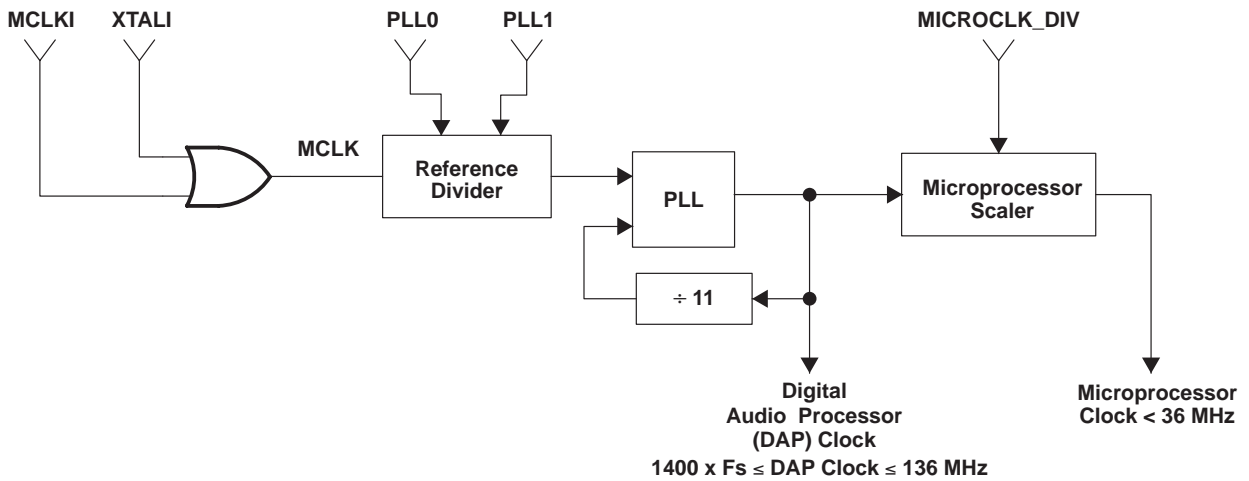 MCLKI
XTALI
PLL0
PLL1
MICROCLK_DIV
MCLK
Reference
Divider
PLL
Microprocessor
Scaler
÷ 11
Digital
Audio Processor
(DAP) Clock
1400 x Fs ≤ DAP Clock ≤ 136 MHz
Microprocessor
Clock < 36 MHz